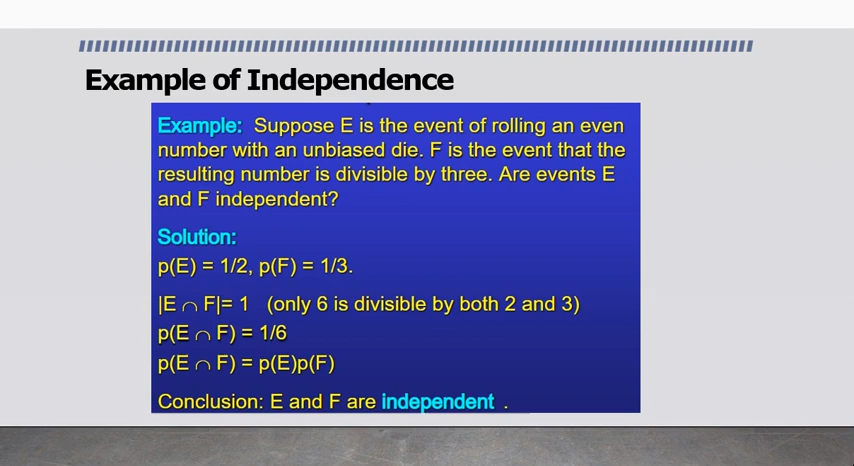 Example of Independence
Example: Suppose E is the event of rolling an even
number with an unbiased die. F is the event that the
resulting number is divisible by three. Are events E
and F independent?
Solution:
p(E) = 1/2, p(F) = 1/3.
|E ∩ F|= 1 (only 6 is divisible by both 2 and 3)
p(E ∩ F) = 1/6
p(E ∩ F) = p(E)p(F)
Conclusion: E and F are independent .